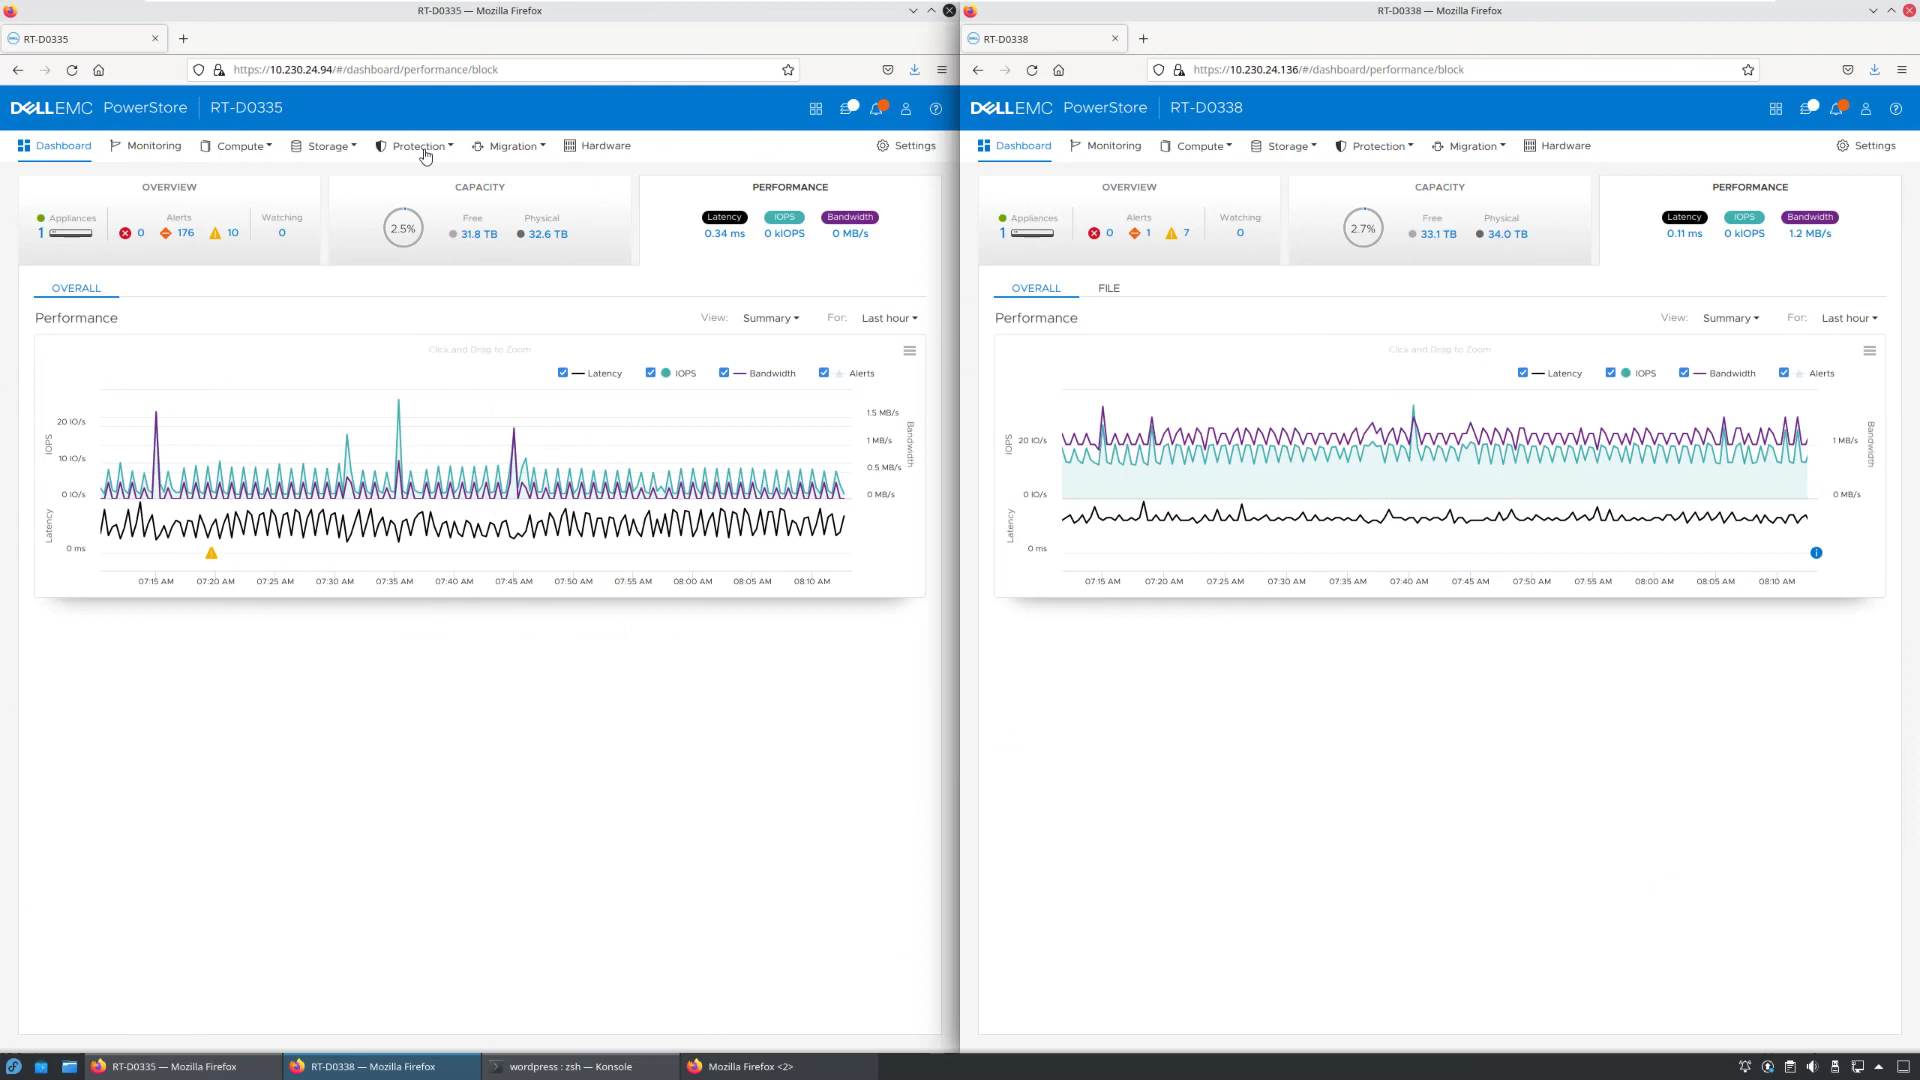 RT-D0335 — Mozilla Firefox
RT-D0335
https://10.230.24.94/#/dashboard/performance/block
DELLEMC PowerStore RT-D0335
Dashboard Monitoring Compute Storage Protection Migration Hardware Settings
OVERVIEW CAPACITY PERFORMANCE
Appliances Alerts Watching Free Physical Latency IOPS Bandwidth
1 0 176 10 0 2.5% 31.8 TB 32.6 TB 0.34 ms 0 kIOPS 0 MB/s
OVERALL
Performance View: Summary For: Last hour
Click and Drag to Zoom
Latency IOPS Bandwidth Alerts
20 IO/s
10 IO/s
0 IO/s
IOPS
1.5 MB/s
1 MB/s
0.5 MB/s
0 MB/s
Bandwidth
Latency
0 ms
07:15 AM 07:20 AM 07:25 AM 07:30 AM 07:35 AM 07:40 AM 07:45 AM 07:50 AM 07:55 AM 08:00 AM 08:05 AM 08:10 AM
RT-D0338 — Mozilla Firefox
RT-D0338
https://10.230.24.136/#/dashboard/performance/block
DELLEMC PowerStore RT-D0338
Dashboard Monitoring Compute Storage Protection Migration Hardware Settings
OVERVIEW CAPACITY PERFORMANCE
Appliances Alerts Watching Free Physical Latency IOPS Bandwidth
1 0 1 7 0 2.7% 33.1 TB 34.0 TB 0.11 ms 0 kIOPS 1.2 MB/s
OVERALL FILE
Performance View: Summary For: Last hour
Click and Drag to Zoom
Latency IOPS Bandwidth Alerts
20 IO/s
0 IO/s
IOPS
1 MB/s
0 MB/s
Bandwidth
Latency
0 ms
07:15 AM 07:20 AM 07:25 AM 07:30 AM 07:35 AM 07:40 AM 07:45 AM 07:50 AM 07:55 AM 08:00 AM 08:05 AM 08:10 AM
RT-D0335 — Mozilla Firefox RT-D0338 — Mozilla Firefox wordpress : zsh — Konsole Mozilla Firefox <2>